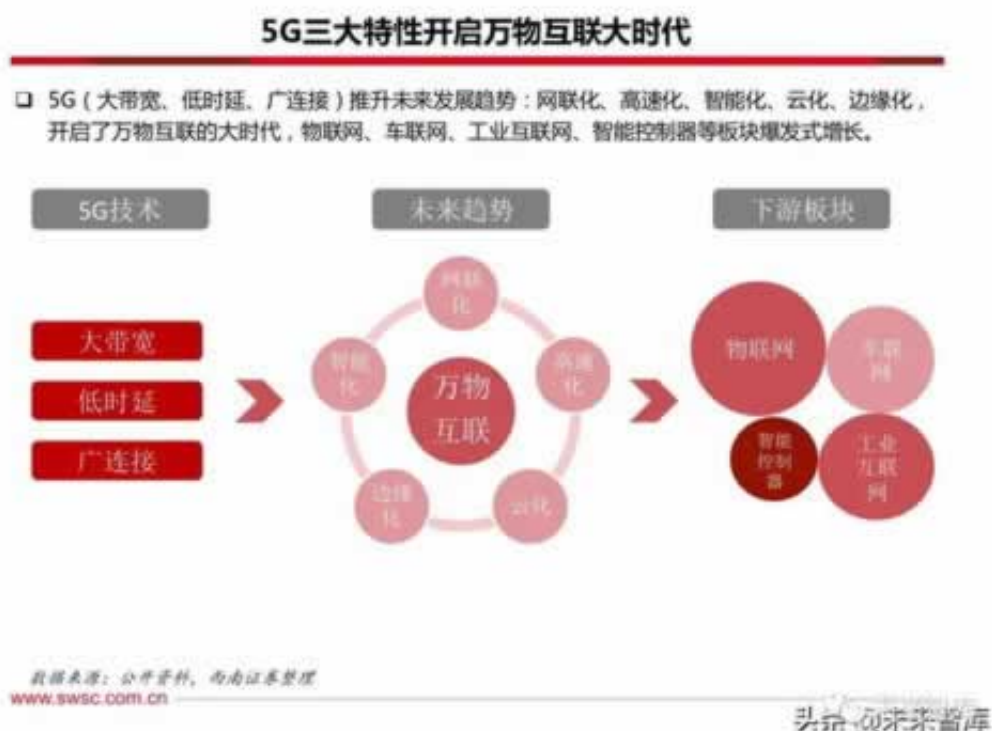 5G三大特性开启万物互联大时代
□ 5G(大带宽、低时延、广连接)推升未来发展趋势:网联化、高速化、智能化、云化、边缘化,
开启了万物互联的大时代,物联网、车联网、工业互联网、智能控制器等板块爆发式增长。
5G技术
未来趋势
下游板块
大带宽
低时延
广连接
网联
化
智能
化
高速
化
万物
互联
边缘
化
云化
物联网
车联
网
智能
控制
器
工业
互联
网
数据来源:公开资料,西南证券整理
www.swsc.com.cn
头条 @未来智库